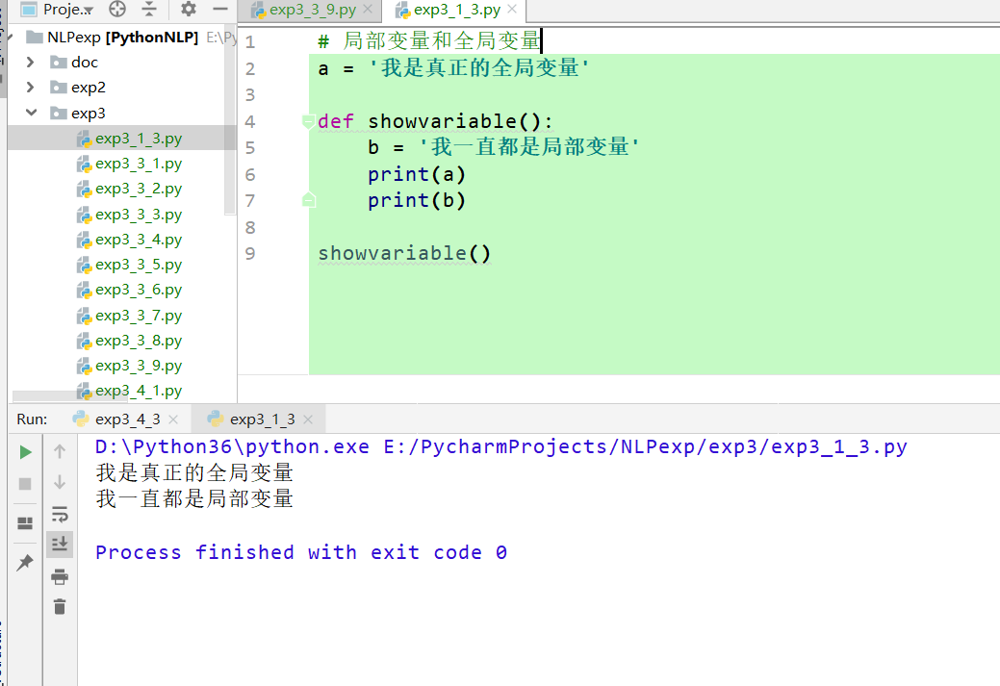 Proje...
exp3_3_9.py
exp3_1_3.py
NLPexp [PythonNLP] E:\Py
doc
exp2
exp3
exp3_1_3.py
exp3_3_1.py
exp3_3_2.py
exp3_3_3.py
exp3_3_4.py
exp3_3_5.py
exp3_3_6.py
exp3_3_7.py
exp3_3_8.py
exp3_3_9.py
exp3_4_1.py
1 # 局部变量和全局变量
2 a = '我是真正的全局变量'
3
4 def showvariable():
5 b = '我一直都是局部变量'
6 print(a)
7 print(b)
8
9 showvariable()
Run: exp3_4_3 exp3_1_3
D:\Python36\python.exe E:/PycharmProjects/NLPexp/exp3/exp3_1_3.py
我是真正的全局变量
我一直都是局部变量
Process finished with exit code 0